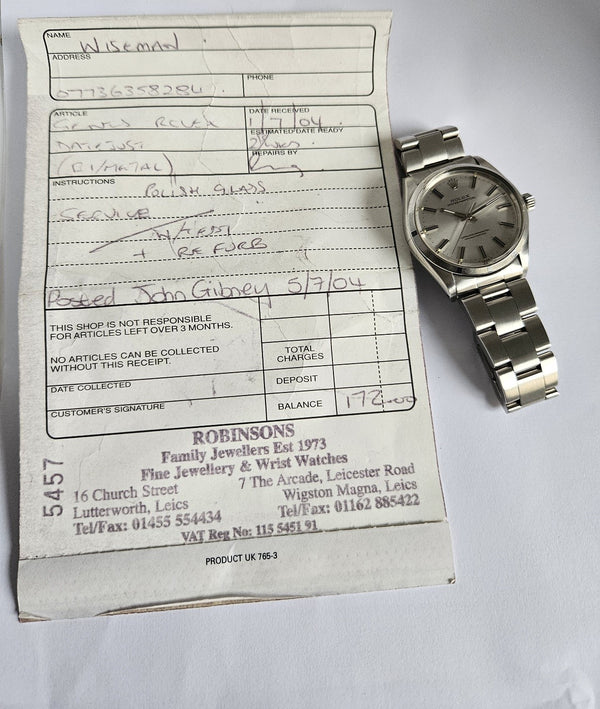 NAME WISEMAN
ADDRESS
07736358284
PHONE
ARTICLE
GENTS ROLEX
DATEJUST
(BI/METAL)
DATE RECEIVED
1/7/04
ESTIMATED DATE READY
2
REPAIRS BY
INSTRUCTIONS POLISH GLASS
SERVICE
W/TEST
+ REFURB
Posted John Gibney 5/7/04
THIS SHOP IS NOT RESPONSIBLE
FOR ARTICLES LEFT OVER 3 MONTHS.
NO ARTICLES CAN BE COLLECTED
WITHOUT THIS RECEIPT.
DATE COLLECTED
CUSTOMER'S SIGNATURE
TOTAL
CHARGES
DEPOSIT
BALANCE 172
5457
ROBINSONS
Family Jewellers Est 1973
Fine Jewellery & Wrist Watches
16 Church Street
Lutterworth, Leics
Tel/Fax: 01455 554434
7 The Arcade, Leicester Road
Wigston Magna, Leics
Tel/Fax: 01162 885422
VAT Reg No: 115 5451 91
PRODUCT UK 765-3
ROLEX